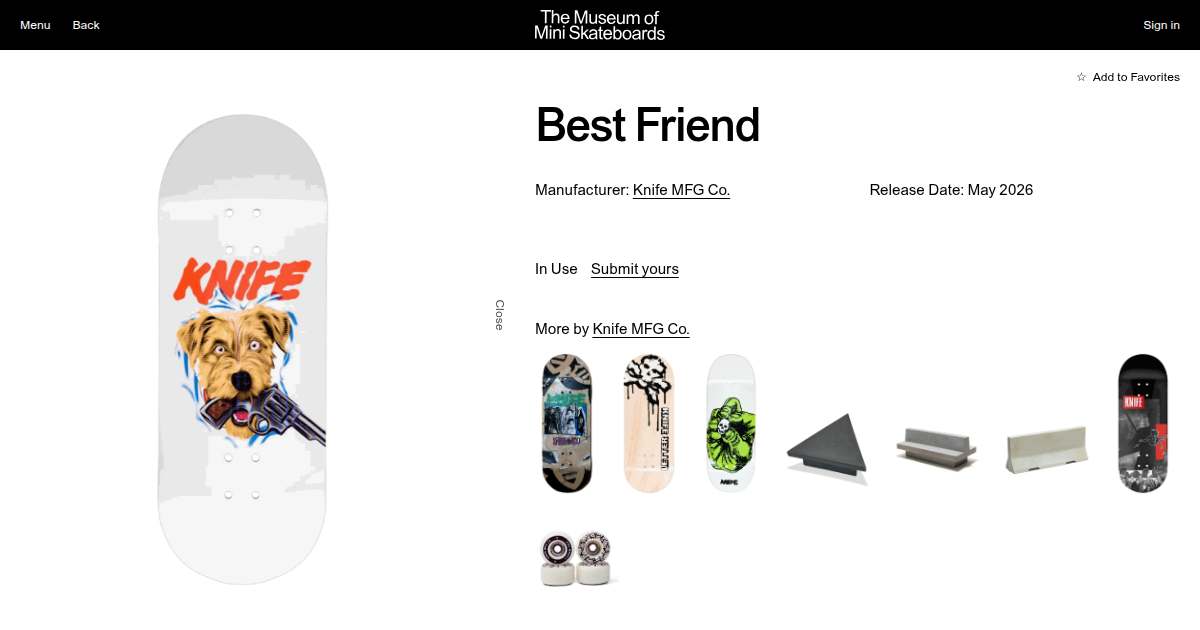 Menu
Back
The Museum of
Mini Skateboards
Sign in
☆ Add to Favorites
Best Friend
Manufacturer: Knife MFG Co.
Release Date: May 2026
KNIFE
In Use
Submit yours
Close
More by Knife MFG Co.
KNIFE